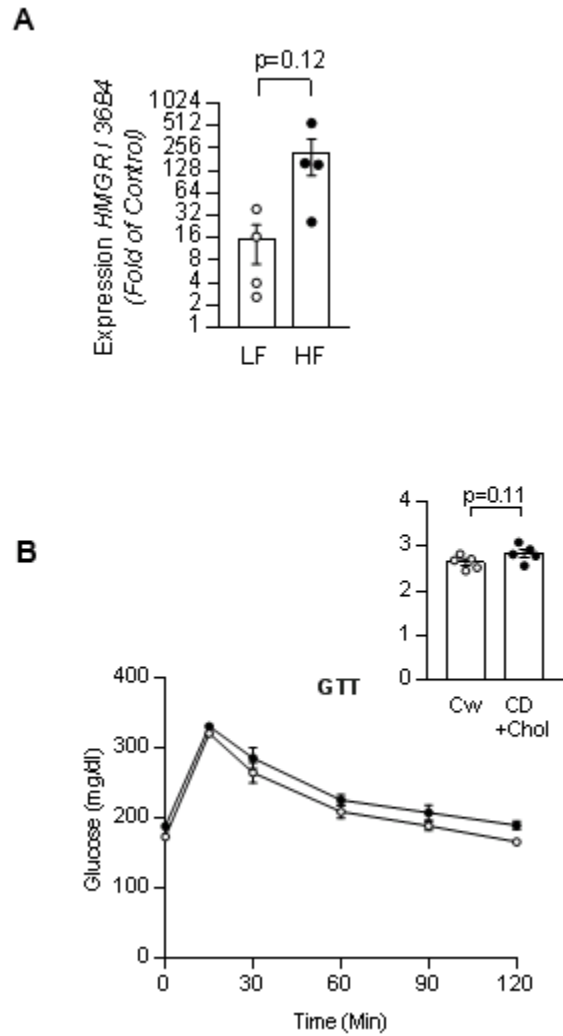 A
p=0.12
Expression HMGR1 36B4
(Fold of Control)
1024
512
256
128
64
32
16
8
4
2
1
LF HF
B
p=0.11
4
3
2
1
0
Cw CD
+Chol
GTT
Glucose (mg/dl)
400
300
200
100
0
0 30 60 90 120
Time (Min)